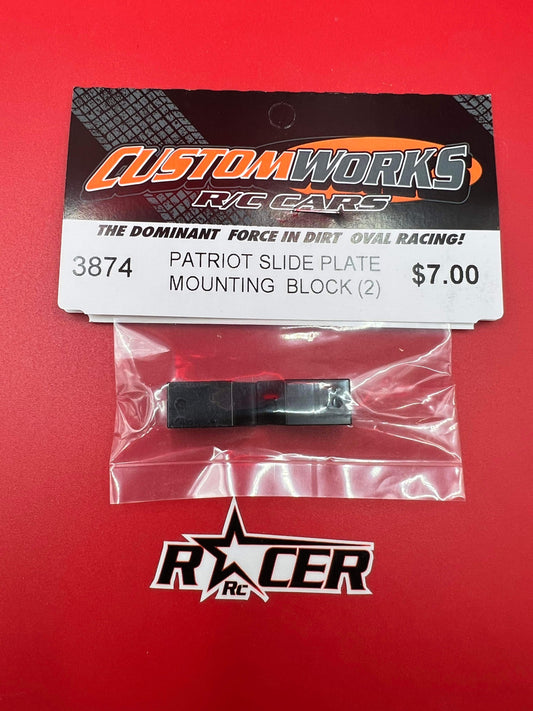 CUSTOMWORKS
R/C CARS
THE DOMINANT FORCE IN DIRT OVAL RACING!
3874 PATRIOT SLIDE PLATE MOUNTING BLOCK (2) $7.00
RACER
RC